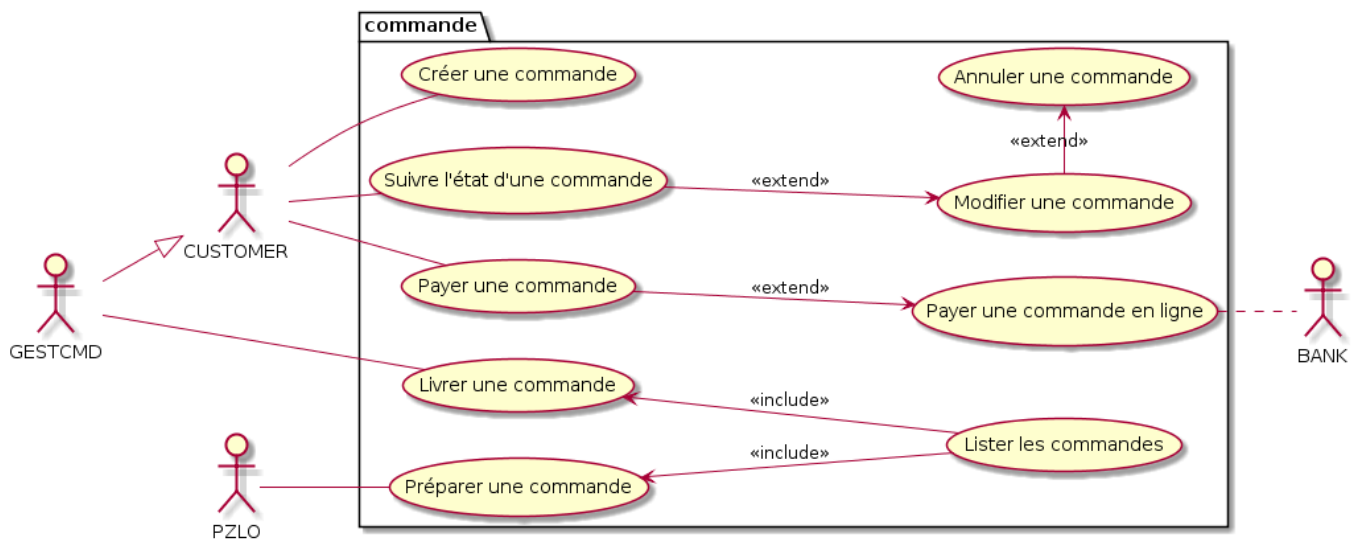 commande
Créer une commande
Annuler une commande
«extend»
Suivre l'état d'une commande
«extend»
Modifier une commande
CUSTOMER
Payer une commande
«extend»
Payer une commande en ligne
GESTCMD
BANK
Livrer une commande
«include»
Lister les commandes
«include»
Préparer une commande
PZLO